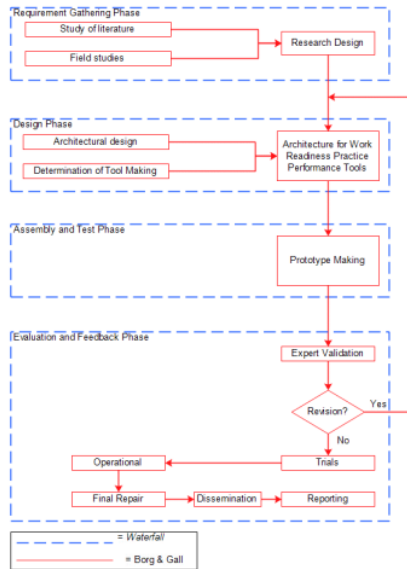 Requirement Gathering Phase
Study of literature
Field studies
Research Design
Design Phase
Architectural design
Determination of Tool Making
Architecture for Work
Readiness Practice
Performance Tools
Assembly and Test Phase
Prototype Making
Evaluation and Feedback Phase
Expert Validation
Revision?
Yes
No
Operational
Trials
Final Repair
Dissemination
Reporting
= Waterfall
= Borg & Gall